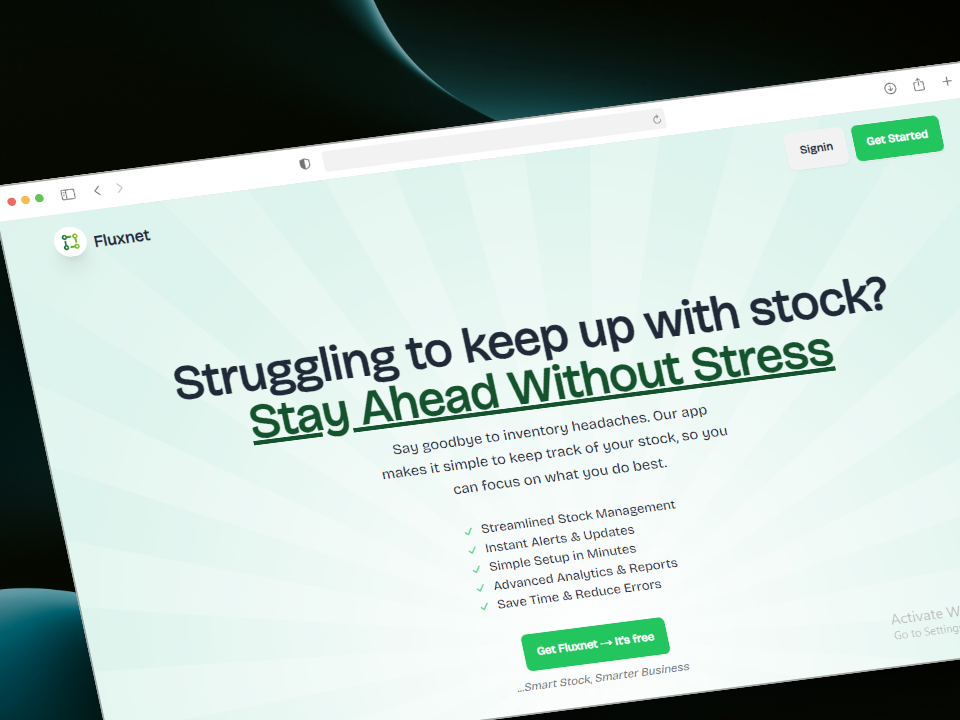 Signin
Get Started
Fluxnet
Struggling to keep up with stock?
Stay Ahead Without Stress
Say goodbye to inventory headaches. Our app
makes it simple to keep track of your stock, so you
can focus on what you do best.
Streamlined Stock Management
Instant Alerts & Updates
Simple Setup in Minutes
Advanced Analytics & Reports
Save Time & Reduce Errors
Get Fluxnet → It's free
...Smart Stock, Smarter Business
Activate W
Go to Settings